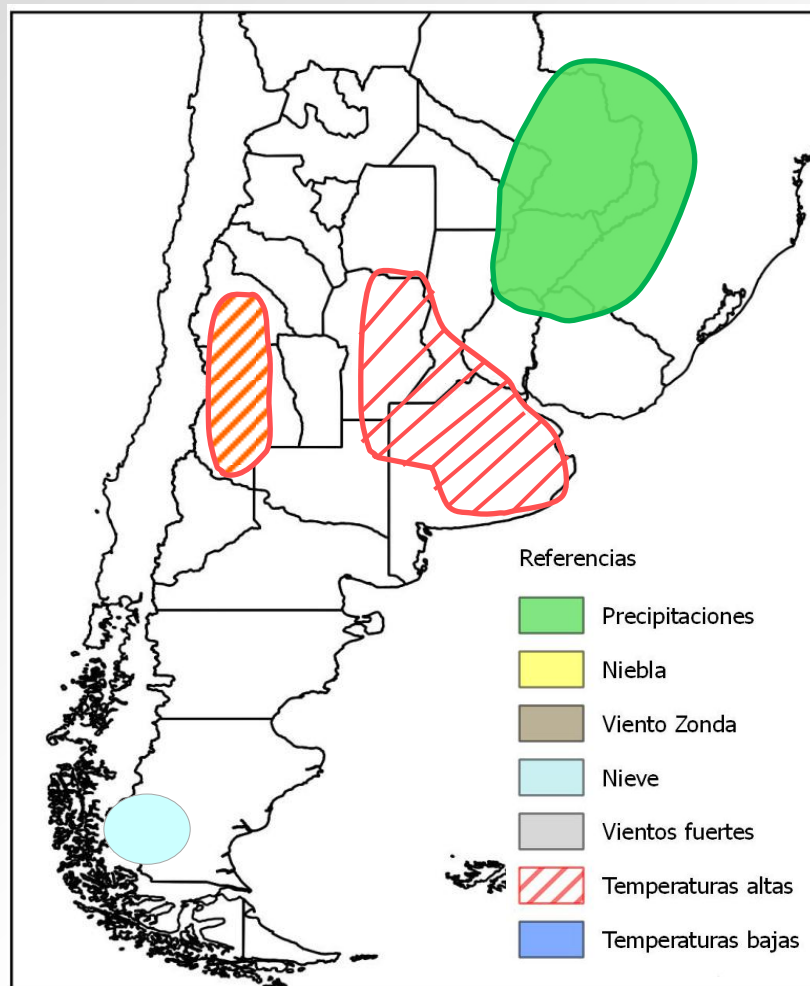 Referencias
Precipitaciones
Niebla
Viento Zonda
Nieve
Vientos fuertes
Temperaturas altas
Temperaturas bajas